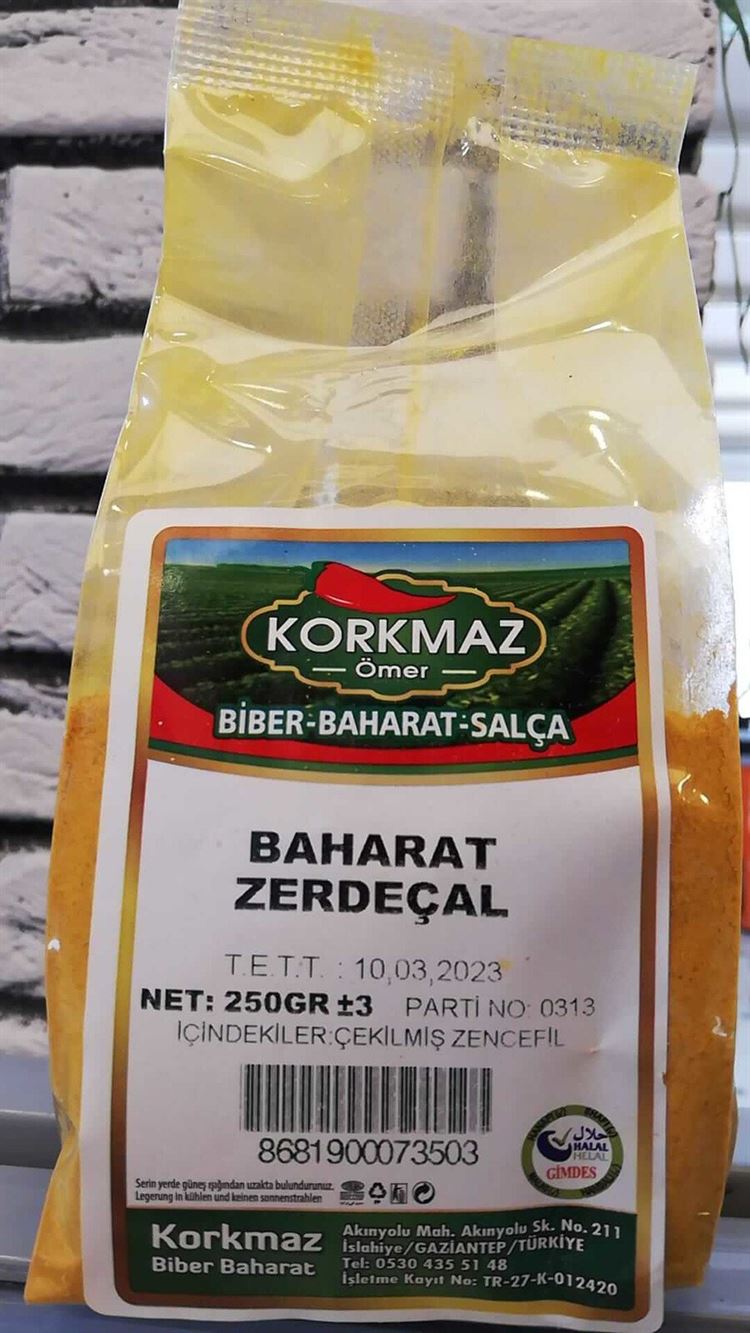 KORKMAZ
Ömer
BİBER-BAHARAT-SALÇA
BAHARAT
ZERDEÇAL
T.E.T.T. : 10,03,2023
NET: 250GR ±3 PARTİ NO: 0313
İÇİNDEKİLER:ÇEKİLMİŞ ZENCEFİL
8681900073503
حلال
HALAL
HELAL
GİMDES
Serin yerde güneş ışığından uzakta bulundurunuz.
Legerung in kühlen und keinen sonnenstrahlen
Korkmaz
Biber Baharat
Akınyolu Mah. Akınyolu Sk. No. 211
İslahiye/GAZİANTEP/TÜRKİYE
Tel: 0530 435 51 48
İşletme Kayıt No: TR-27-K-012420